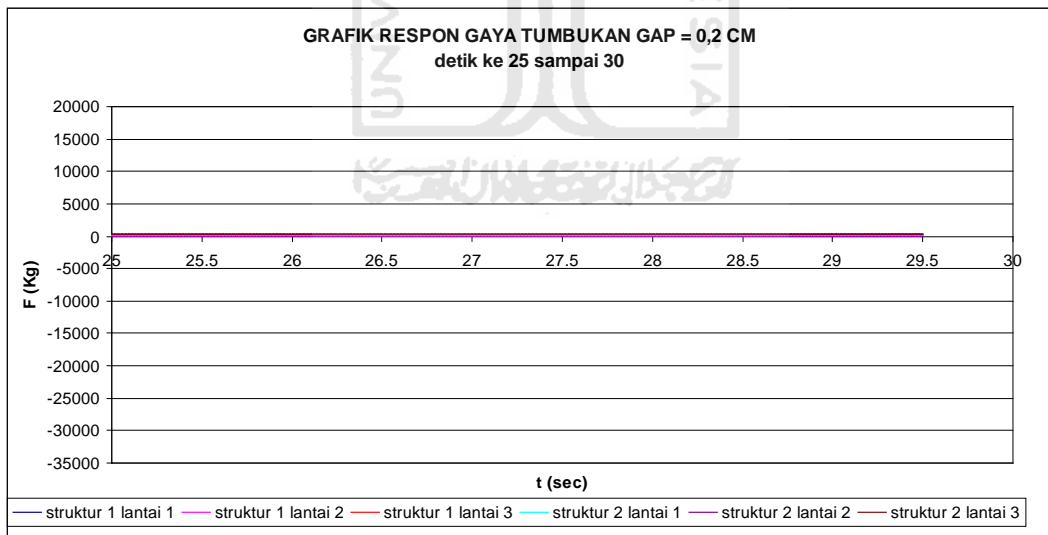 GRAFIK RESPON GAYA TUMBUKAN GAP = 0,2 CM
detik ke 25 sampai 30
20000
15000
10000
5000
0
-5000
-10000
-15000
-20000
-25000
-30000
-35000
F (Kg)
25 25.5 26 26.5 27 27.5 28 28.5 29 29.5 30
t (sec)
struktur 1 lantai 1 struktur 1 lantai 2 struktur 1 lantai 3 struktur 2 lantai 1 struktur 2 lantai 2 struktur 2 lantai 3